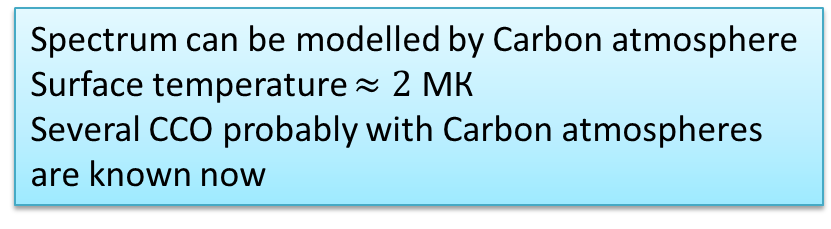 Spectrum can be modelled by Carbon atmosphere
Surface temperature ≈ 2 MK
Several CCO probably with Carbon atmospheres
are known now